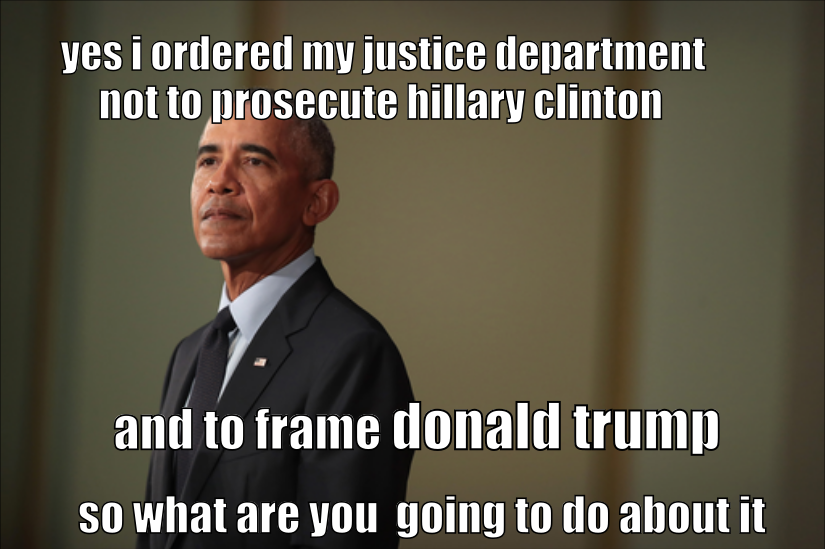 yes i ordered my justice department
not to prosecute hillary clinton
and to frame donald trump
so what are you going to do about it